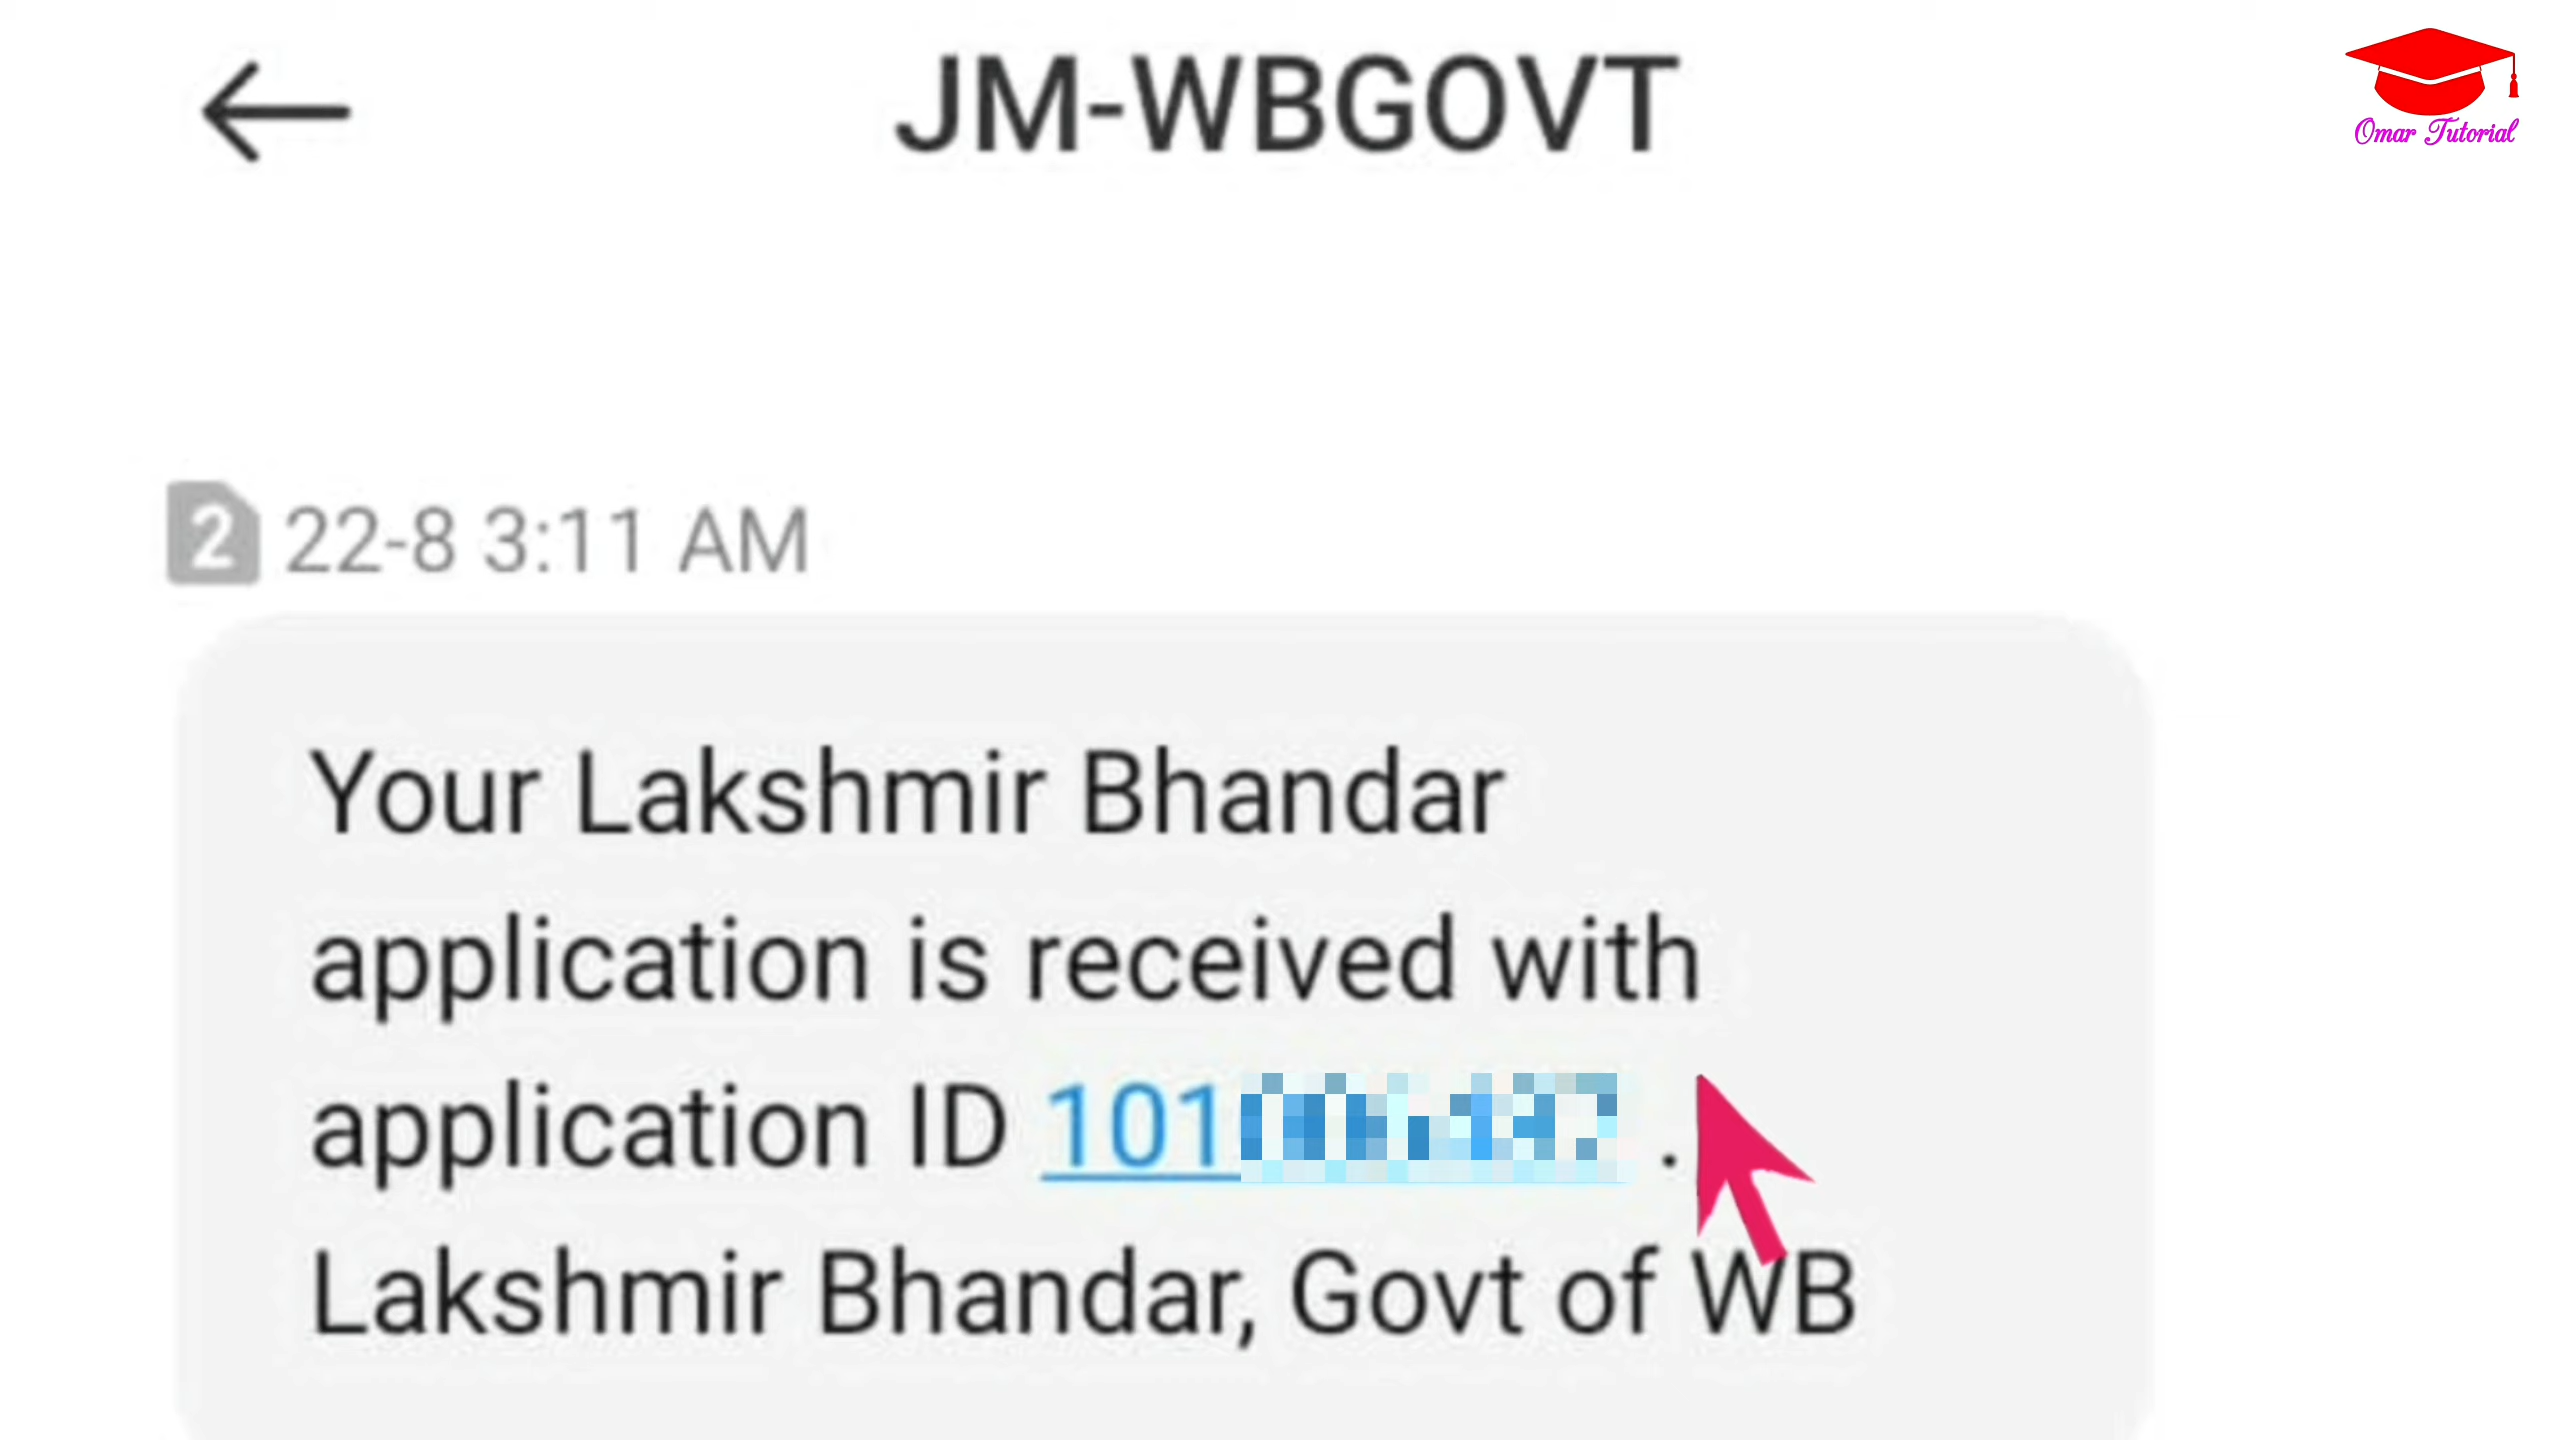 JM-WBGOVT
Omar Tutorial
2 22-8 3:11 AM
Your Lakshmir Bhandar
application is received with
application ID 101 .
Lakshmir Bhandar, Govt of WB